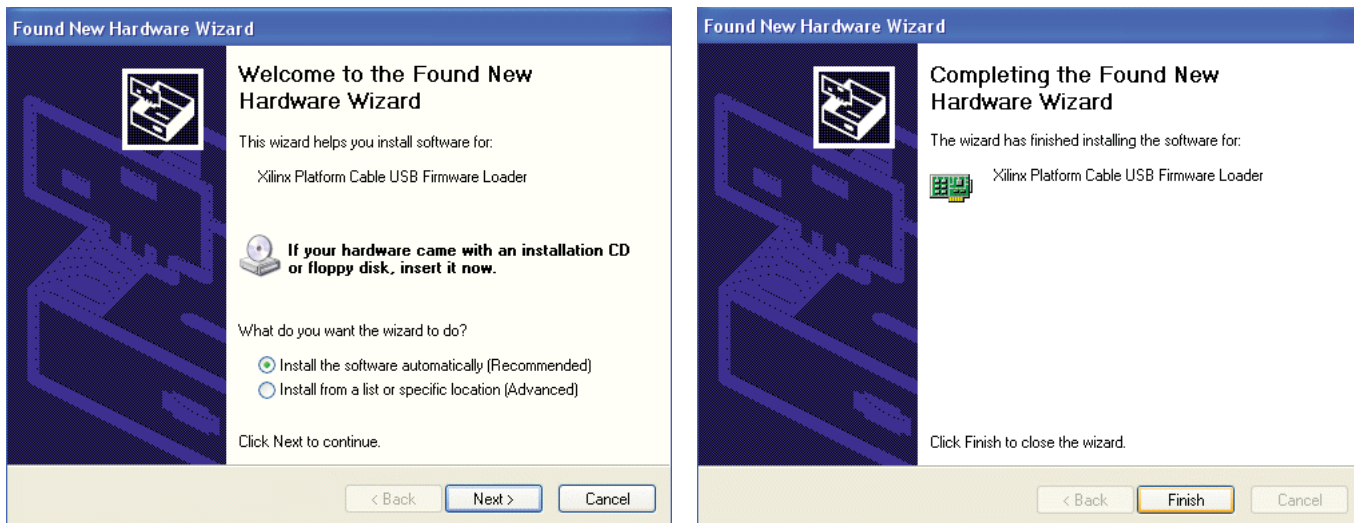 Found New Hardware Wizard
Welcome to the Found New
Hardware Wizard
This wizard helps you install software for:
Xilinx Platform Cable USB Firmware Loader
If your hardware came with an installation CD
or floppy disk, insert it now.
What do you want the wizard to do?
Install the software automatically (Recommended)
Install from a list or specific location (Advanced)
Click Next to continue.
< Back Next > Cancel
Found New Hardware Wizard
Completing the Found New
Hardware Wizard
The wizard has finished installing the software for:
Xilinx Platform Cable USB Firmware Loader
Click Finish to close the wizard.
< Back Finish Cancel